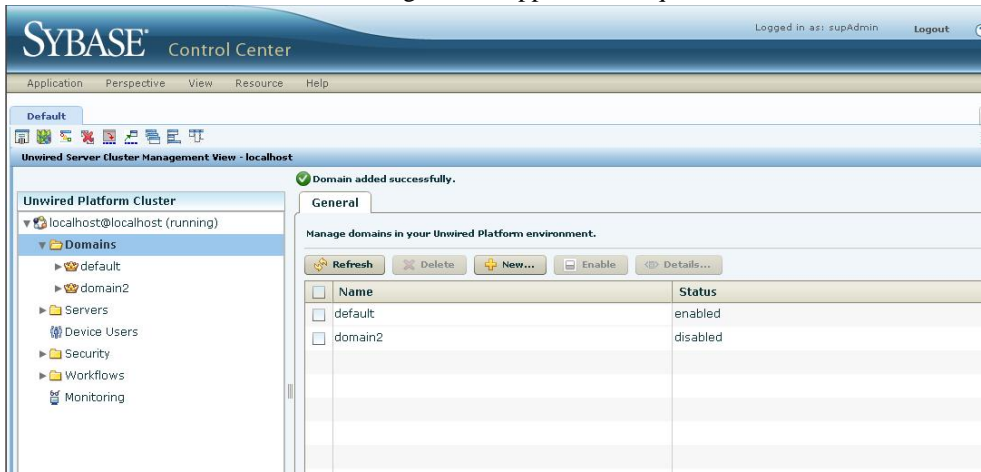 SYBASE Control Center
Logged in as: supAdmin Logout
Application Perspective View Resource Help
Default
Unwired Server Cluster Management View - localhost
Domain added successfully.
Unwired Platform Cluster
General
localhost@localhost (running)
Manage domains in your Unwired Platform environment.
Domains
Refresh Delete New... Enable Details...
default
Name Status
domain2
default enabled
Servers
domain2 disabled
Device Users
Security
Workflows
Monitoring